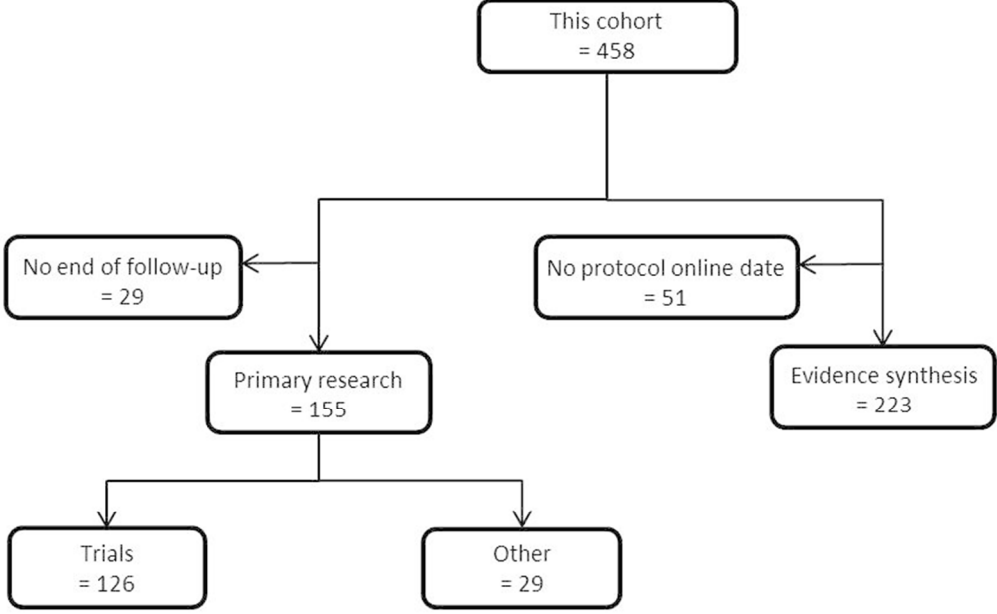 This cohort
= 458
No end of follow-up
= 29
No protocol online date
= 51
Primary research
= 155
Evidence synthesis
= 223
Trials
= 126
Other
= 29